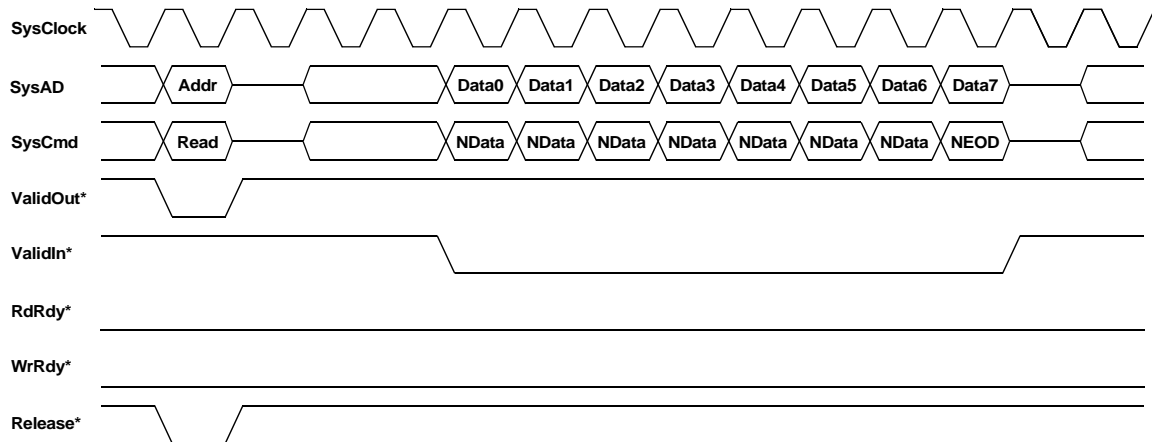 SysClock
SysAD Addr Data0 Data1 Data2 Data3 Data4 Data5 Data6 Data7
SysCmd Read NData NData NData NData NData NData NData NEOD
ValidOut*
ValidIn*
RdRdy*
WrRdy*
Release*